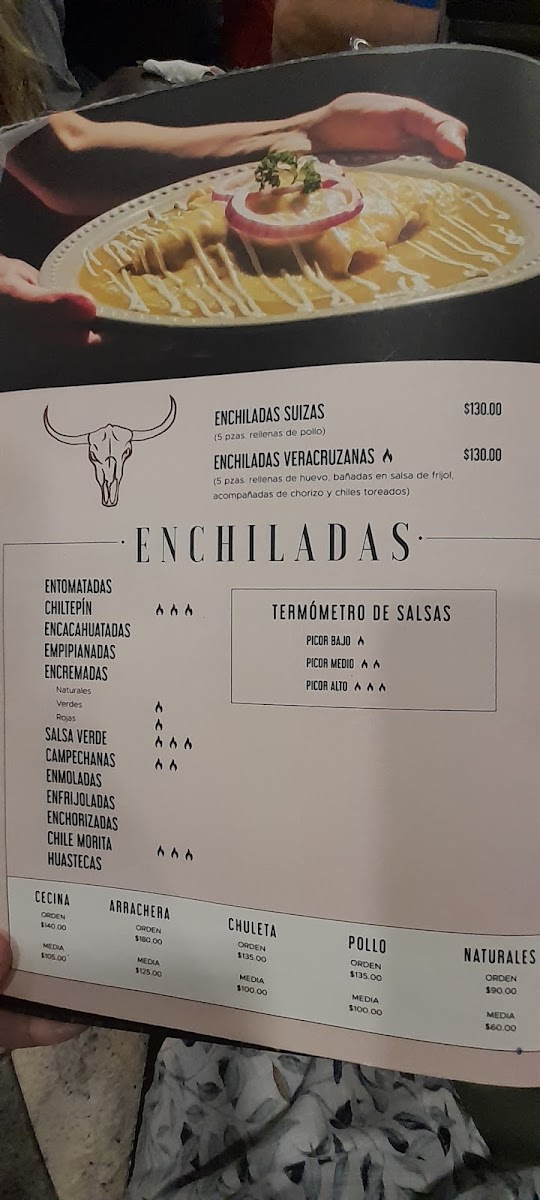 ENCHILADAS SUIZAS $130.00
(5 pzas. rellenas de pollo)
ENCHILADAS VERACRUZANAS $130.00
(5 pzas. rellenas de huevo, bañadas en salsa de frijol,
acompañadas de chorizo y chiles toreados)
ENCHILADAS
ENTOMATADAS
CHILTEPÍN
ENCACAHUATADAS
EMPIPIANADAS
ENCREMADAS
Naturales
Verdes
Rojas
SALSA VERDE
CAMPECHANAS
ENMOLADAS
ENFRIJOLADAS
ENCHORIZADAS
CHILE MORITA
HUASTECAS
TERMÓMETRO DE SALSAS
PICOR BAJO
PICOR MEDIO
PICOR ALTO
CECINA
ORDEN
$140.00
MEDIA
$105.00
ARRACHERA
ORDEN
$180.00
MEDIA
$125.00
CHULETA
ORDEN
$135.00
MEDIA
$100.00
POLLO
ORDEN
$135.00
MEDIA
$100.00
NATURALES
ORDEN
$90.00
MEDIA
$60.00